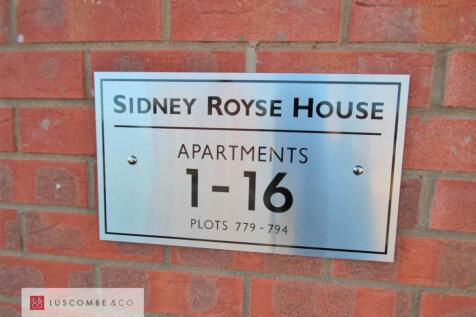 SIDNEY ROYSE HOUSE
APARTMENTS
1-16
PLOTS 779-794
LUSCOMBE & CO